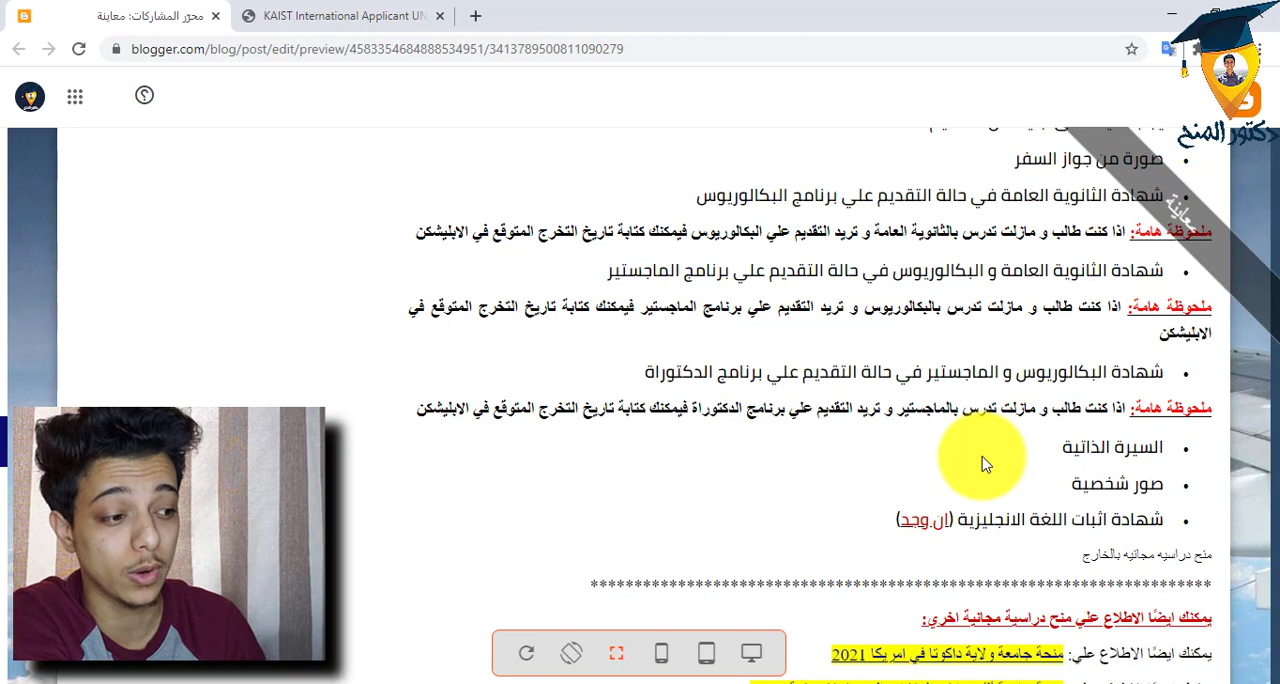 محرّر المشاركات: معاينة
KAIST International Applicant UN
blogger.com/blog/post/edit/preview/4583354684888534951/3413789500811090279
دكتور المنح
معاينة
صورة من جواز السفر
شهادة الثانوية العامة في حالة التقديم علي برنامج البكالوريوس
ملحوظة هامة: اذا كنت طالب و مازلت تدرس بالثانوية العامة و تريد التقديم علي البكالوريوس فيمكنك كتابة تاريخ التخرج المتوقع في الابليشكن
شهادة الثانوية العامة و البكالوريوس في حالة التقديم علي برنامج الماجستير
ملحوظة هامة: اذا كنت طالب و مازلت تدرس بالبكالوريوس و تريد التقديم علي برنامج الماجستير فيمكنك كتابة تاريخ التخرج المتوقع في
الابليشكن
شهادة البكالوريوس و الماجستير في حالة التقديم علي برنامج الدكتوراة
ملحوظة هامة: اذا كنت طالب و مازلت تدرس بالماجستير و تريد التقديم علي برنامج الدكتوراة فيمكنك كتابة تاريخ التخرج المتوقع في الابليشكن
السيرة الذاتية
صور شخصية
شهادة اثبات اللغة الانجليزية (ان وجد)
منح دراسيه مجانيه بالخارج
***********************************************************************
يمكنك ايضًا الاطلاع علي منح دراسية مجانية اخري:
يمكنك ايضًا الاطلاع علي: منحة جامعة ولاية داكوتا في امريكا 2021